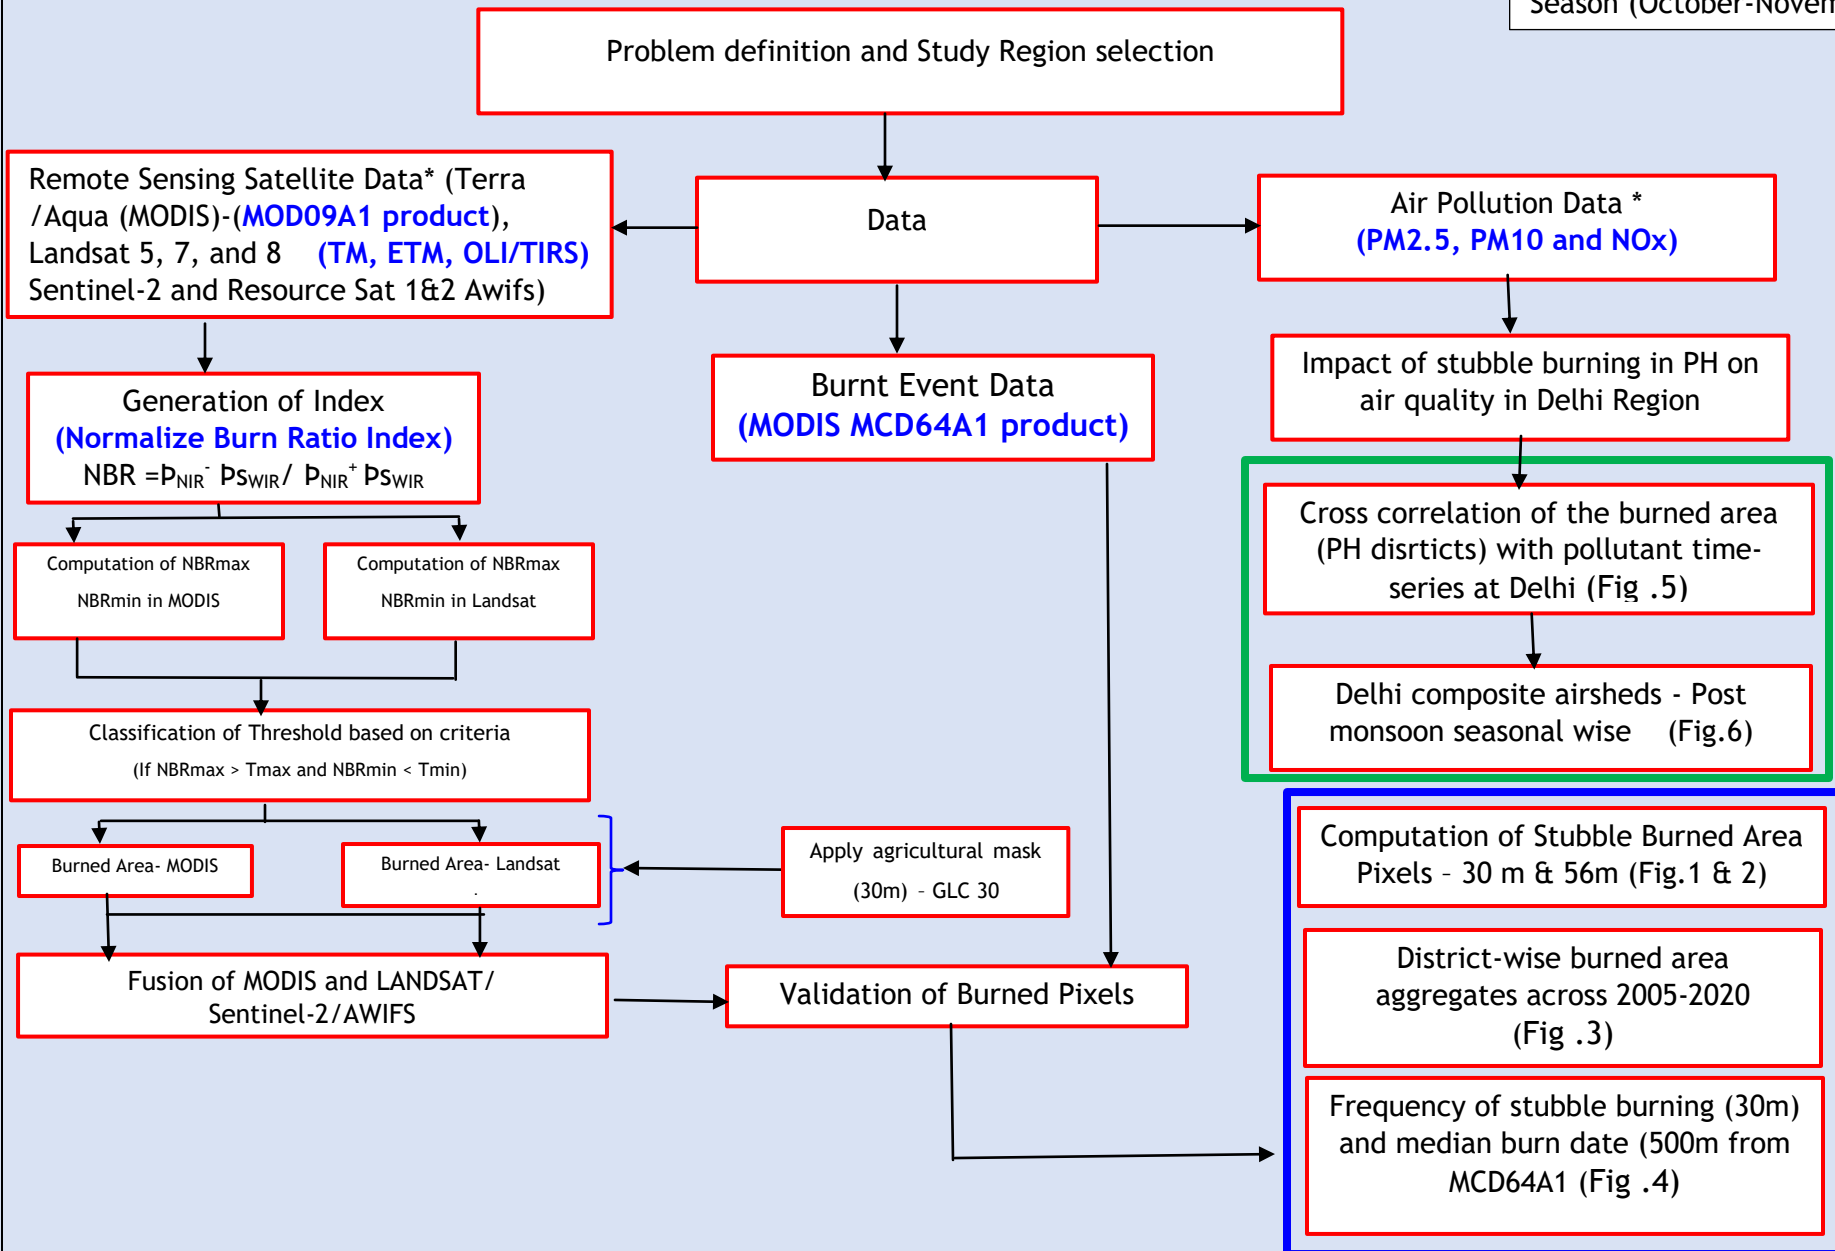 Season (October-Novem
Problem definition and Study Region selection
Remote Sensing Satellite Data* (Terra
/Aqua (MODIS)-(MOD09A1 product),
Landsat 5, 7, and 8 (TM, ETM, OLI/TIRS)
Sentinel-2 and Resource Sat 1&2 Awifs)
Data
Air Pollution Data *
(PM2.5, PM10 and NOx)
Generation of Index
(Normalize Burn Ratio Index)
NBR =ϷNIR- ϷsWIR/ ϷNIR+ ϷsWIR
Burnt Event Data
(MODIS MCD64A1 product)
Impact of stubble burning in PH on
air quality in Delhi Region
Computation of NBRmax
NBRmin in MODIS
Computation of NBRmax
NBRmin in Landsat
Cross correlation of the burned area
(PH disrticts) with pollutant time-
series at Delhi (Fig .5)
Delhi composite airsheds - Post
monsoon seasonal wise (Fig.6)
Classification of Threshold based on criteria
(If NBRmax > Tmax and NBRmin < Tmin)
Burned Area- MODIS
Burned Area- Landsat
.
Apply agricultural mask
(30m) – GLC 30
Computation of Stubble Burned Area
Pixels – 30 m & 56m (Fig.1 & 2)
Fusion of MODIS and LANDSAT/
Sentinel-2/AWIFS
Validation of Burned Pixels
District-wise burned area
aggregates across 2005-2020
(Fig .3)
Frequency of stubble burning (30m)
and median burn date (500m from
MCD64A1 (Fig .4)